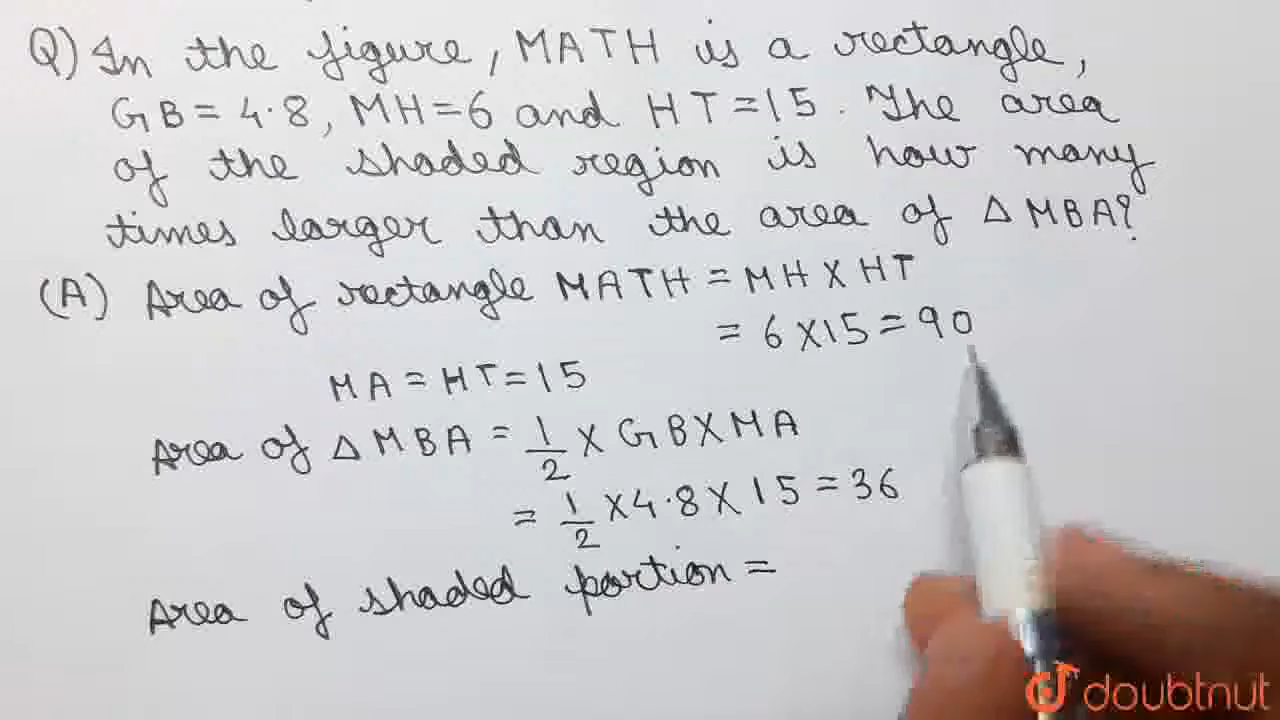 Q) In the figure, MATH is a rectangle,
GB = 4.8, MH = 6 and HT = 15. The area
of the shaded region is how many
times larger than the area of △ MBA?
(A) Area of rectangle MATH = MH X HT
= 6 X 15 = 90
MA = HT = 15
Area of △ MBA = 1/2 X GB X MA
= 1/2 X 4.8 X 15 = 36
Area of shaded portion =
doubtnut